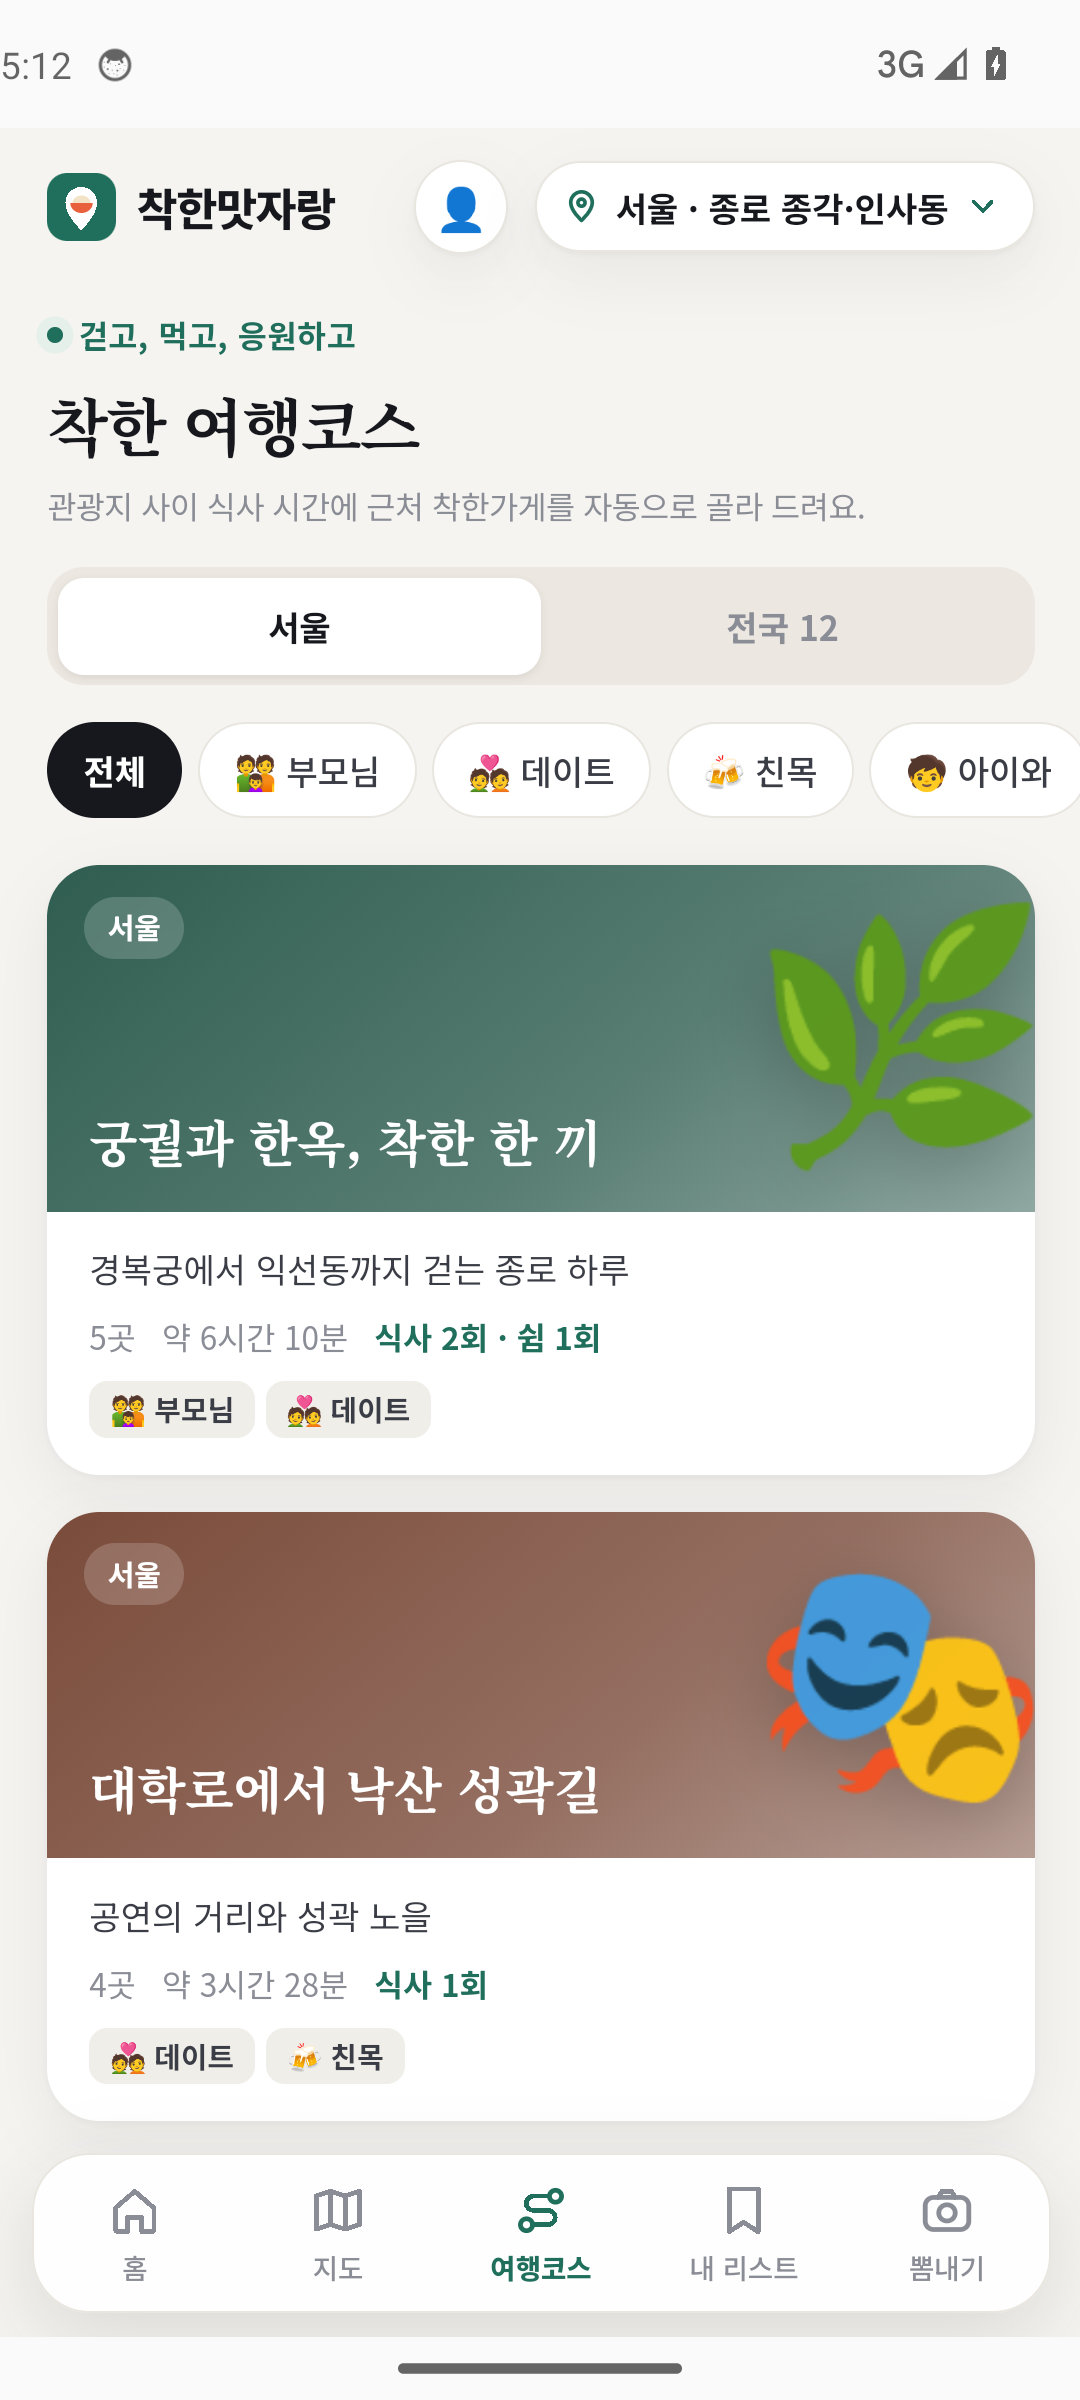 5:12
3G
착한맛자랑
서울 · 종로 종각·인사동
걷고, 먹고, 응원하고
착한 여행코스
관광지 사이 식사 시간에 근처 착한가게를 자동으로 골라 드려요.
서울
전국 12
전체
부모님
데이트
친목
아이와
서울
궁궐과 한옥, 착한 한 끼
경복궁에서 익선동까지 걷는 종로 하루
5곳 약 6시간 10분 식사 2회 · 쉼 1회
부모님
데이트
서울
대학로에서 낙산 성곽길
공연의 거리와 성곽 노을
4곳 약 3시간 28분 식사 1회
데이트
친목
홈
지도
여행코스
내 리스트
뽐내기